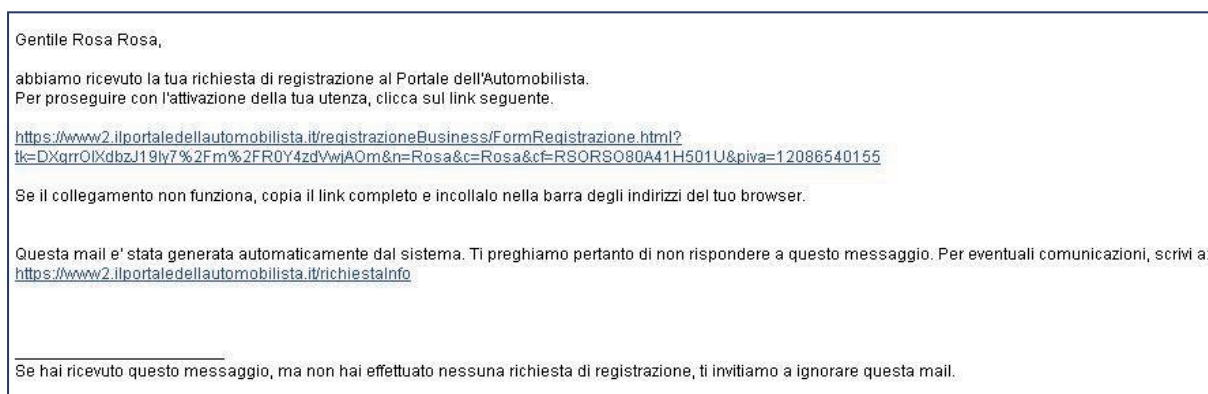 Gentile Rosa Rosa,
abbiamo ricevuto la tua richiesta di registrazione al Portale dell'Automobilista.
Per proseguire con l'attivazione della tua utenza, clicca sul link seguente.
https://www2.ilportaledellautomobilista.it/registrazioneBusiness/FormRegistrazione.html?
tk=DXqrrOlXdbzJ19Iy7%2Fm%2FR0Y4zdVwjAOm&n=Rosa&c=Rosa&cf=RSORSO80A41H501U&piva=12086540155
Se il collegamento non funziona, copia il link completo e incollalo nella barra degli indirizzi del tuo browser.
Questa mail e' stata generata automaticamente dal sistema. Ti preghiamo pertanto di non rispondere a questo messaggio. Per eventuali comunicazioni, scrivi a:
https://www2.ilportaledellautomobilista.it/richiestaInfo
Se hai ricevuto questo messaggio, ma non hai effettuato nessuna richiesta di registrazione, ti invitiamo a ignorare questa mail.